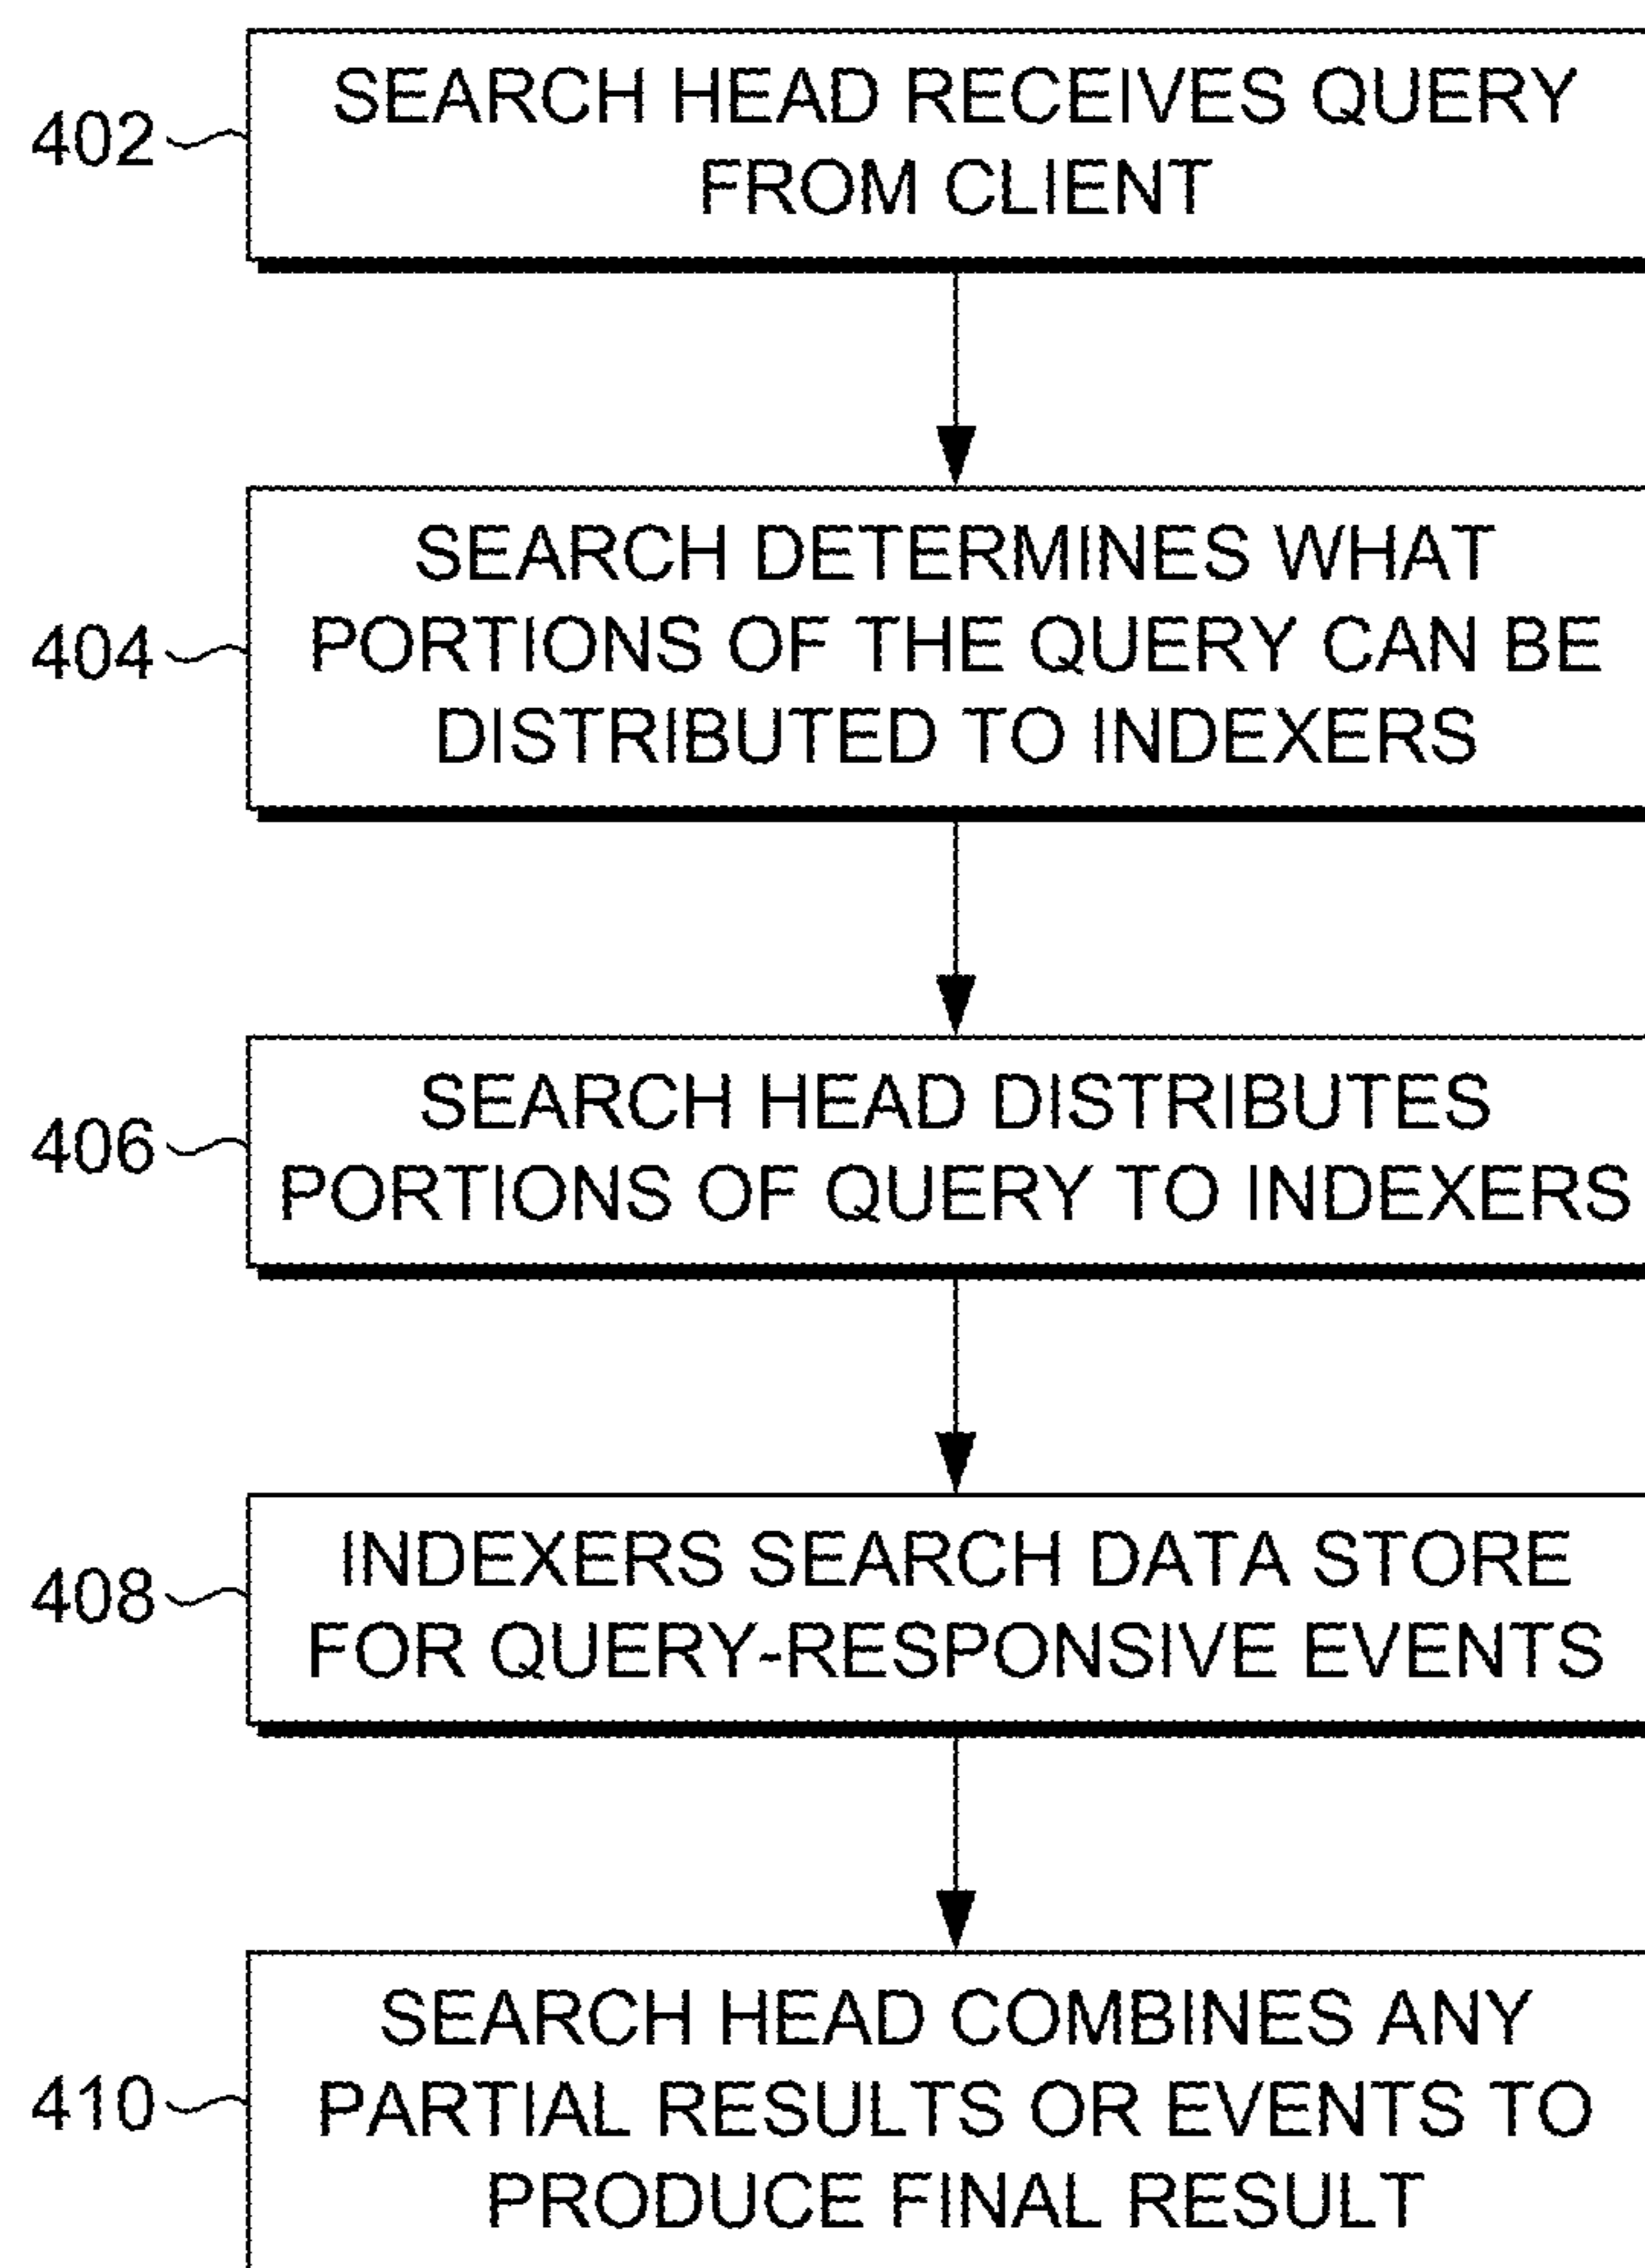 402
SEARCH HEAD RECEIVES QUERY
FROM CLIENT
404
SEARCH DETERMINES WHAT
PORTIONS OF THE QUERY CAN BE
DISTRIBUTED TO INDEXERS
406
SEARCH HEAD DISTRIBUTES
PORTIONS OF QUERY TO INDEXERS
408
INDEXERS SEARCH DATA STORE
FOR QUERY-RESPONSIVE EVENTS
410
SEARCH HEAD COMBINES ANY
PARTIAL RESULTS OR EVENTS TO
PRODUCE FINAL RESULT